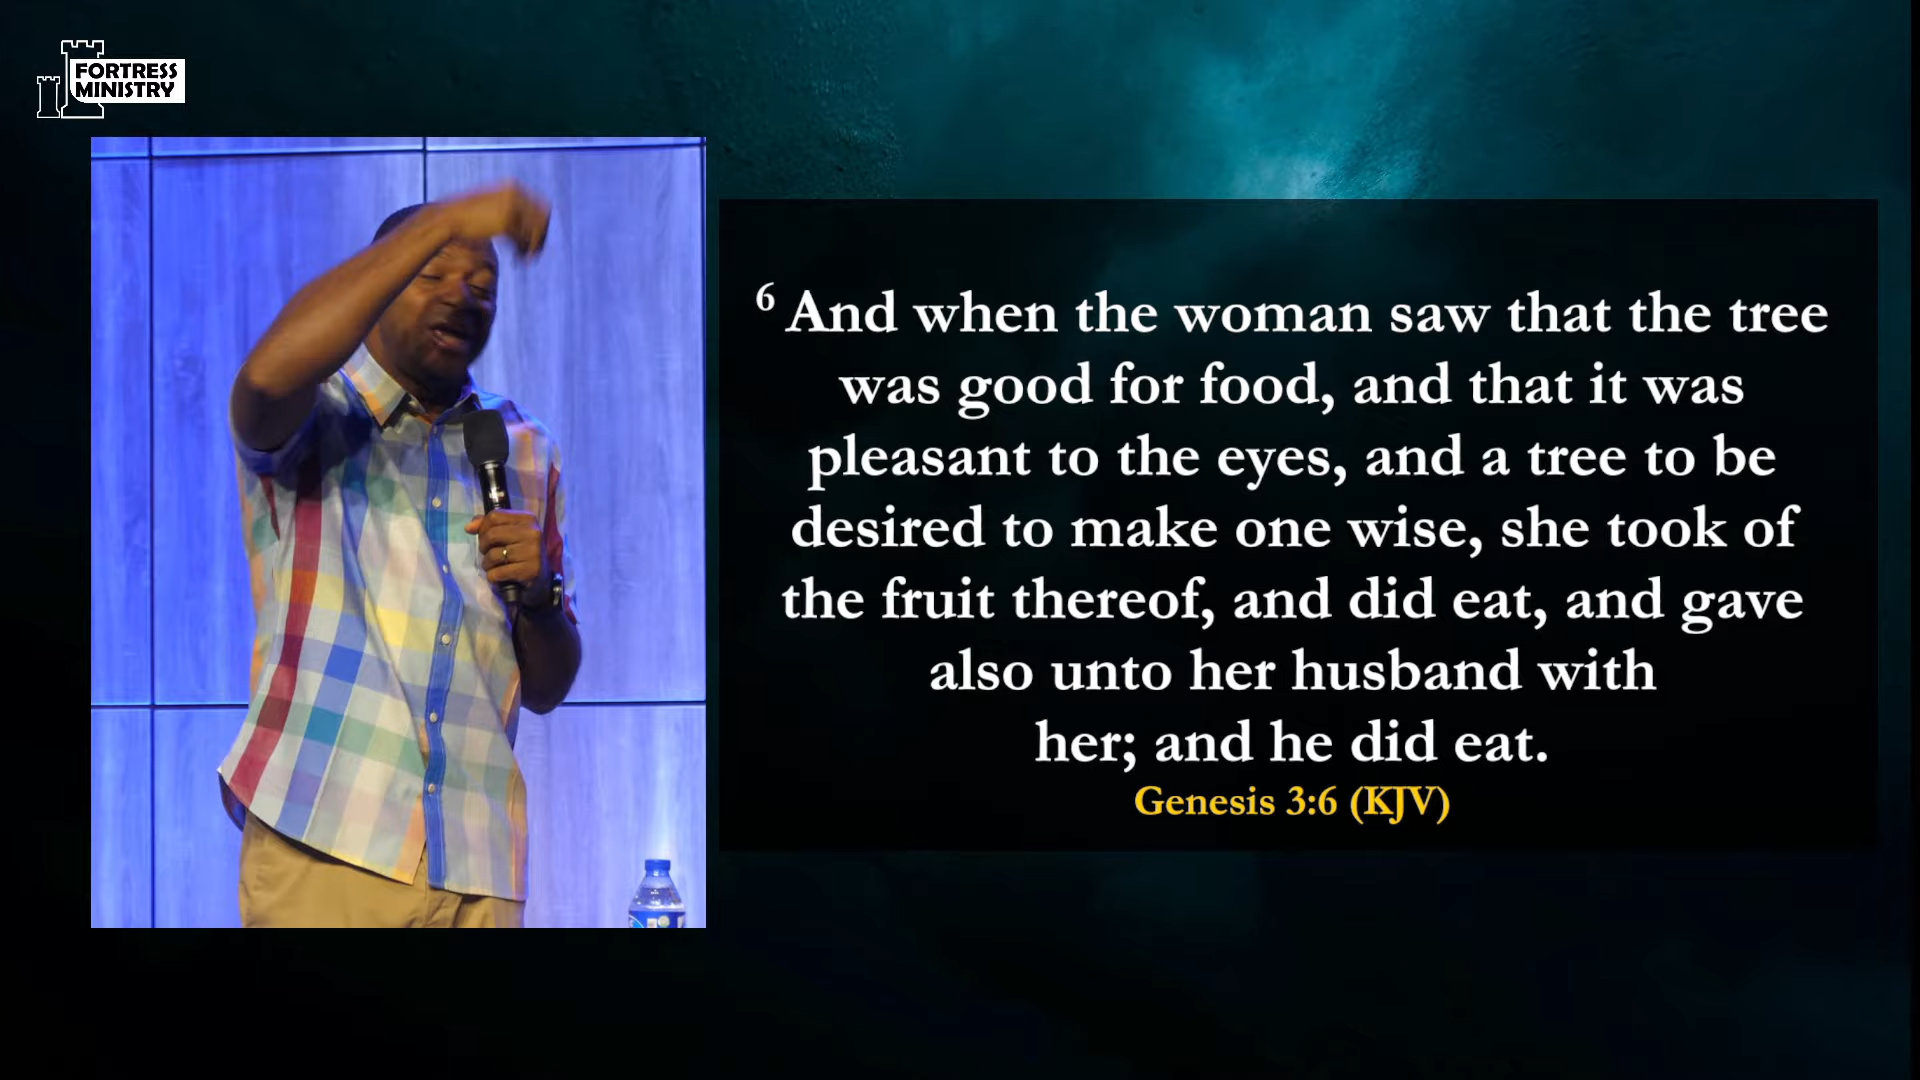 FORTRESS
MINISTRY
6 And when the woman saw that the tree
was good for food, and that it was
pleasant to the eyes, and a tree to be
desired to make one wise, she took of
the fruit thereof, and did eat, and gave
also unto her husband with
her; and he did eat.
Genesis 3:6 (KJV)